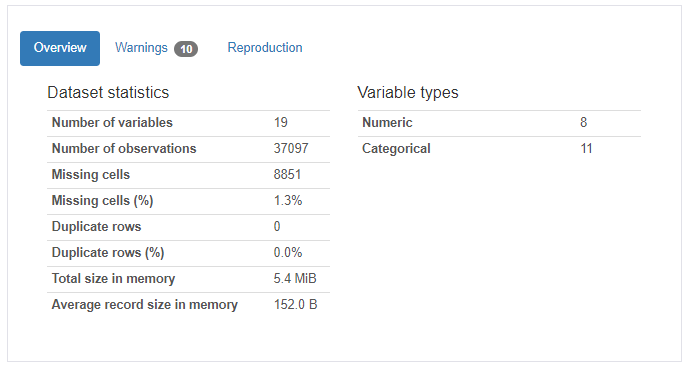 Overview Warnings 10 Reproduction
Dataset statistics
Number of variables 19
Number of observations 37097
Missing cells 8851
Missing cells (%) 1.3%
Duplicate rows 0
Duplicate rows (%) 0.0%
Total size in memory 5.4 MiB
Average record size in memory 152.0 B
Variable types
Numeric 8
Categorical 11